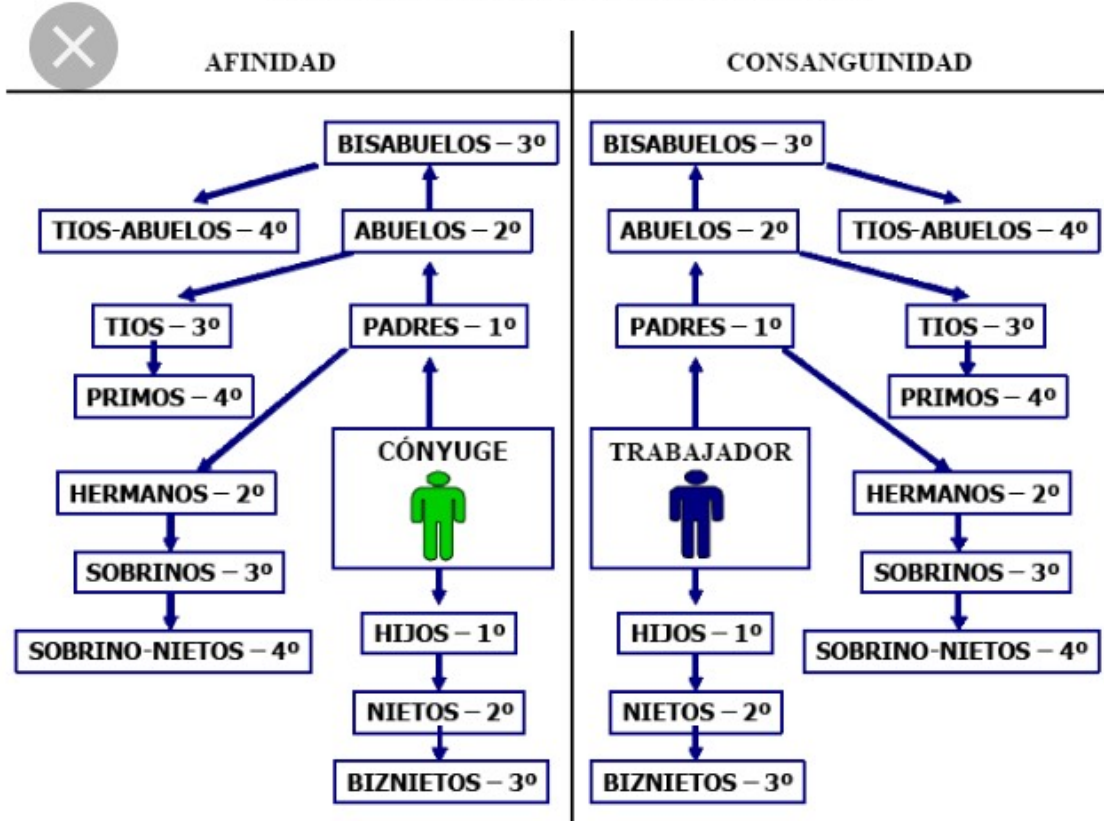 AFINIDAD
CONSANGUINIDAD
BISABUELOS – 3º
BISABUELOS – 3º
TIOS-ABUELOS – 4º
ABUELOS – 2º
ABUELOS – 2º
TIOS-ABUELOS – 4º
TIOS – 3º
PADRES – 1º
PADRES – 1º
TIOS – 3º
PRIMOS – 4º
PRIMOS – 4º
CÓNYUGE
TRABAJADOR
HERMANOS – 2º
HERMANOS – 2º
SOBRINOS – 3º
SOBRINOS – 3º
HIJOS – 1º
HIJOS – 1º
SOBRINO-NIETOS – 4º
SOBRINO-NIETOS – 4º
NIETOS – 2º
NIETOS – 2º
BIZNIETOS – 3º
BIZNIETOS – 3º